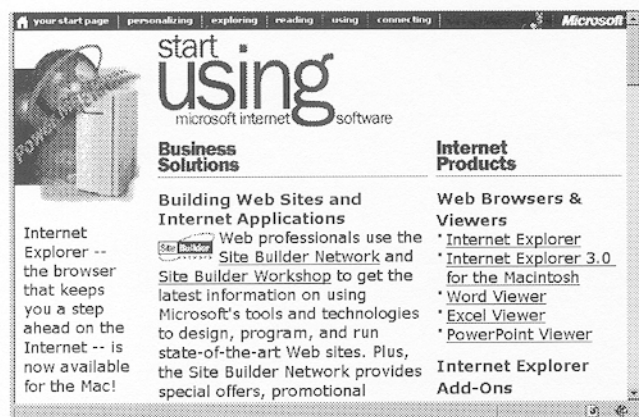 your start page
personalizing
exploring
reading
using
connecting
Microsoft
start
using
microsoft internet software
Power
Internet
Explorer --
the browser
that keeps
you a step
ahead on the
Internet -- is
now available
for the Mac!
Business
Solutions
Building Web Sites and
Internet Applications
Site Builder
Web professionals use the
Site Builder Network and
Site Builder Workshop to get the
latest information on using
Microsoft's tools and technologies
to design, program, and run
state-of-the-art Web sites. Plus,
the Site Builder Network provides
special offers, promotional
Internet
Products
Web Browsers &
Viewers
Internet Explorer
Internet Explorer 3.0
for the Macintosh
Word Viewer
Excel Viewer
PowerPoint Viewer
Internet Explorer
Add-Ons